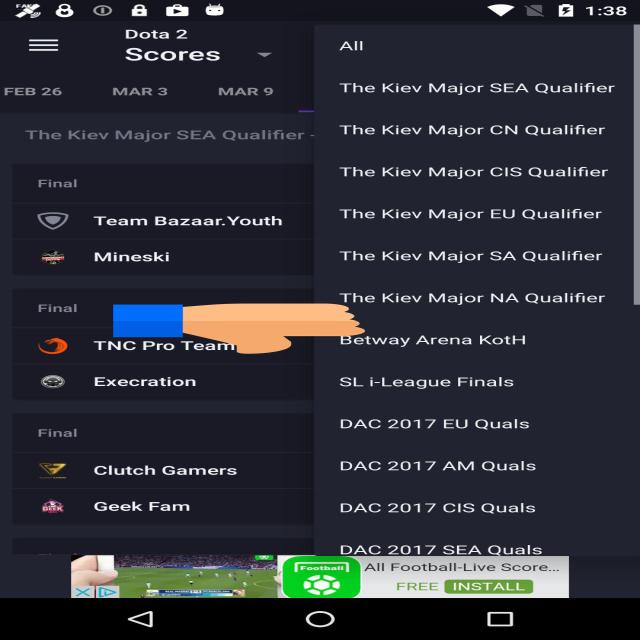 1:38
Dota 2
Scores
FEB 26
MAR 3
MAR 9
The Kiev Major SEA Qualifier -
Final
Team Bazaar.Youth
Mineski
Final
TNC Pro Team
Execration
Final
Clutch Gamers
Geek Fam
All
The Kiev Major SEA Qualifier
The Kiev Major CN Qualifier
The Kiev Major CIS Qualifier
The Kiev Major EU Qualifier
The Kiev Major SA Qualifier
The Kiev Major NA Qualifier
Betway Arena KotH
SL i-League Finals
DAC 2017 EU Quals
DAC 2017 AM Quals
DAC 2017 CIS Quals
DAC 2017 SEA Quals
Football
All Football-Live Score...
FREE INSTALL